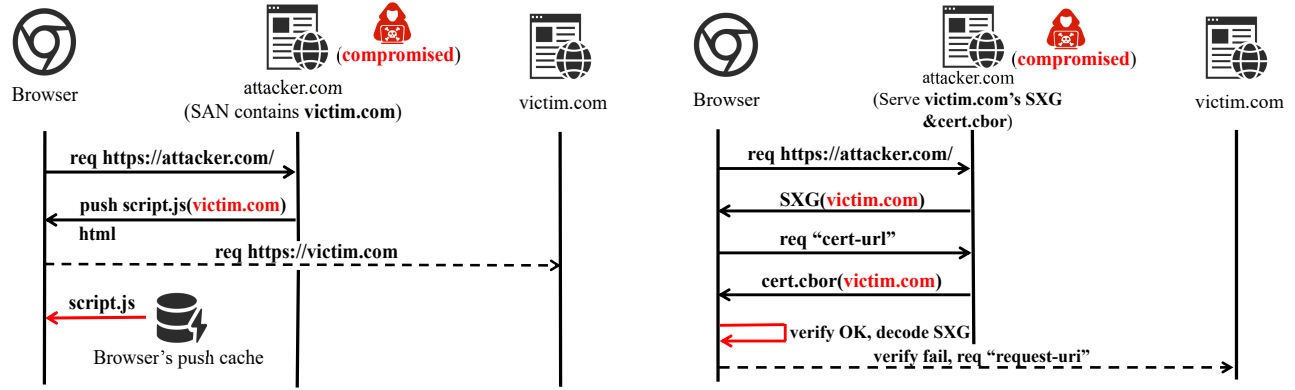 (compromised)
Browser
attacker.com
(SAN contains victim.com)
victim.com
req https://attacker.com/
push script.js(victim.com)
html
req https://victim.com
script.js
Browser's push cache
(compromised)
Browser
attacker.com
(Serve victim.com's SXG
&cert.cbor)
victim.com
req https://attacker.com/
SXG(victim.com)
req “cert-url”
cert.cbor(victim.com)
verify OK, decode SXG
verify fail, req “request-uri”